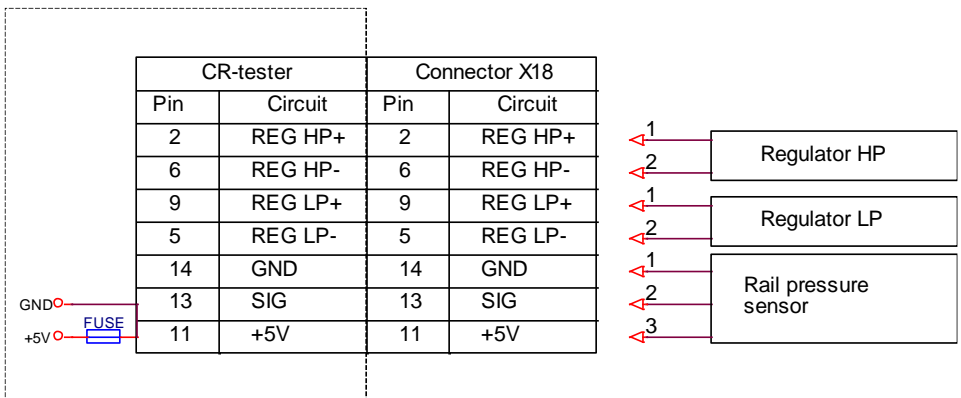 CR-tester Connector X18
Pin Circuit Pin Circuit
2 REG HP+ 2 REG HP+
6 REG HP- 6 REG HP-
9 REG LP+ 9 REG LP+
5 REG LP- 5 REG LP-
14 GND 14 GND
13 SIG 13 SIG
11 +5V 11 +5V
GND
FUSE
+5V
1
2
Regulator HP
1
2
Regulator LP
1
2
3
Rail pressure
sensor